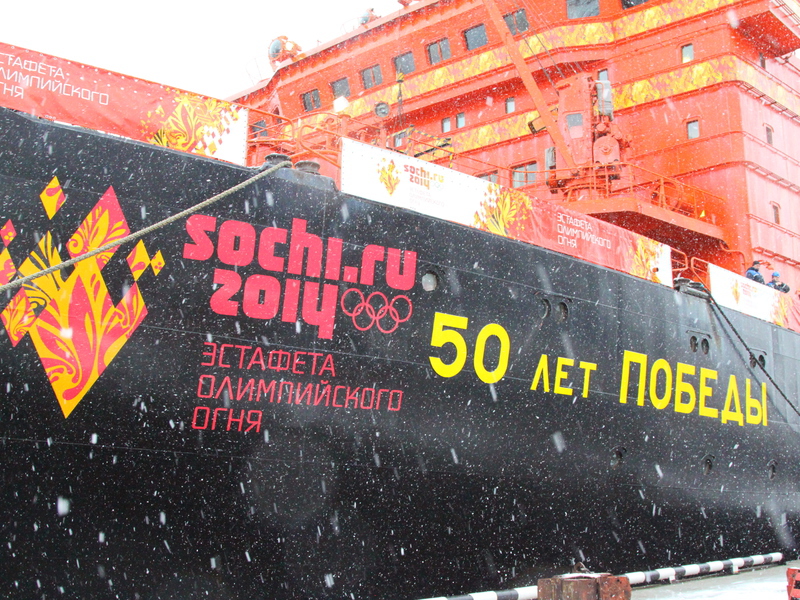 ЭСТАФЕТА
ОЛИМПИЙСКОГО
ОГНЯ
sochi.ru
2014
ЭСТАФЕТА
ОЛИМПИЙСКОГО
ОГНЯ
sochi.ru
2014
ЭСТАФЕТА
ОЛИМПИЙСКОГО
ОГНЯ
50 ЛЕТ ПОБЕДЫ